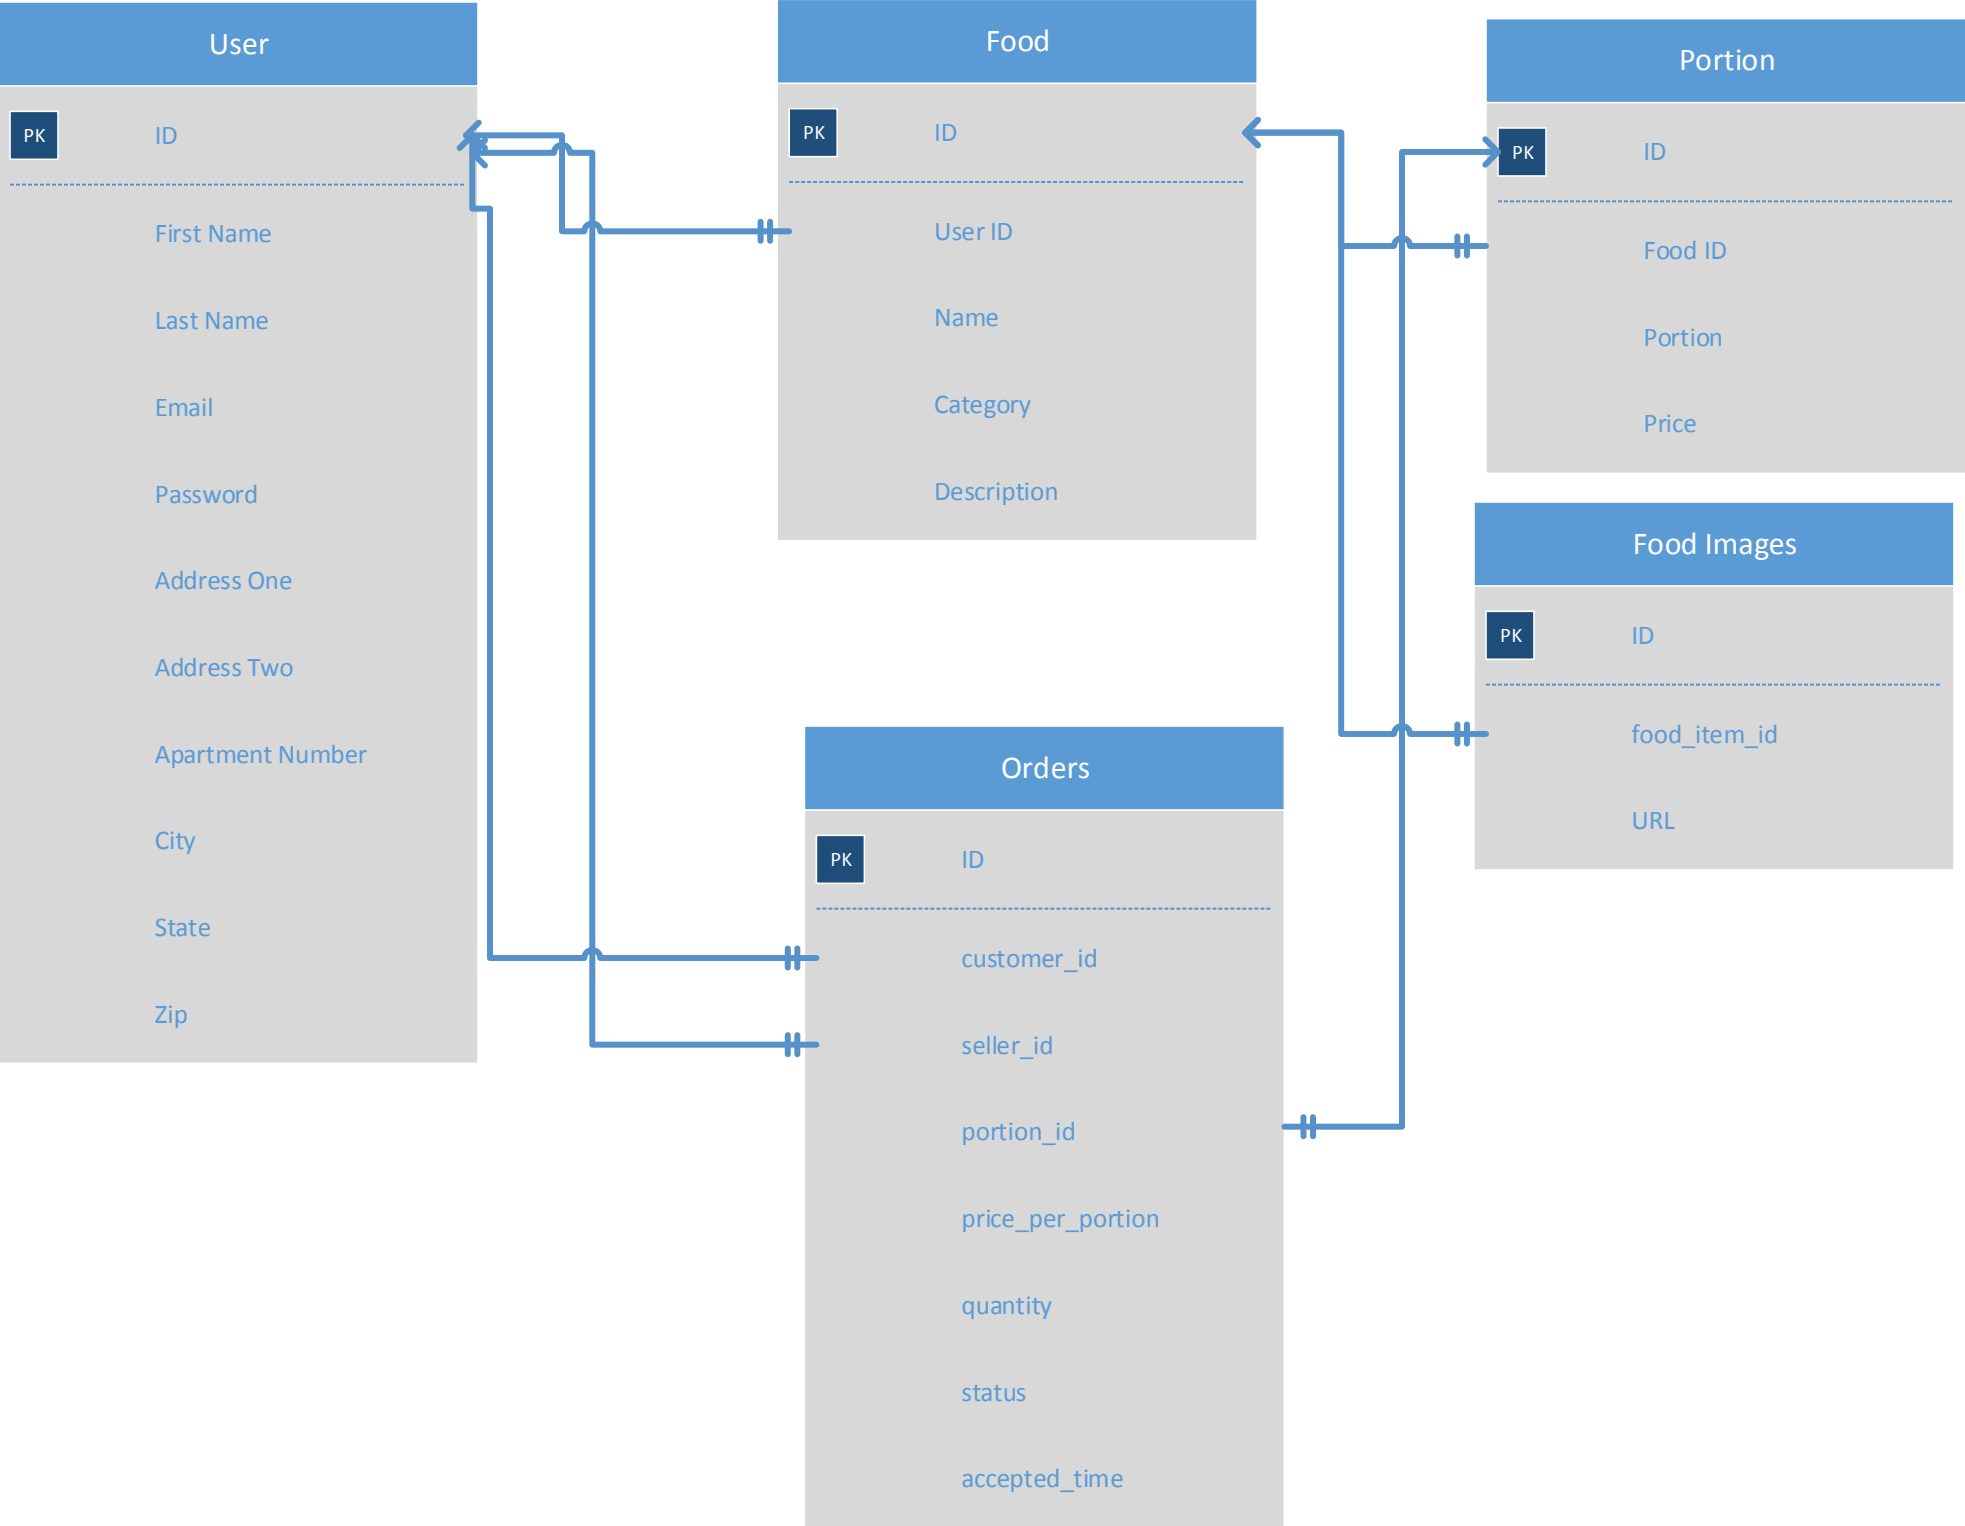 User
PK ID
First Name
Last Name
Email
Password
Address One
Address Two
Apartment Number
City
State
Zip
Food
PK ID
User ID
Name
Category
Description
Portion
PK ID
Food ID
Portion
Price
Food Images
PK ID
food_item_id
URL
Orders
PK ID
customer_id
seller_id
portion_id
price_per_portion
quantity
status
accepted_time